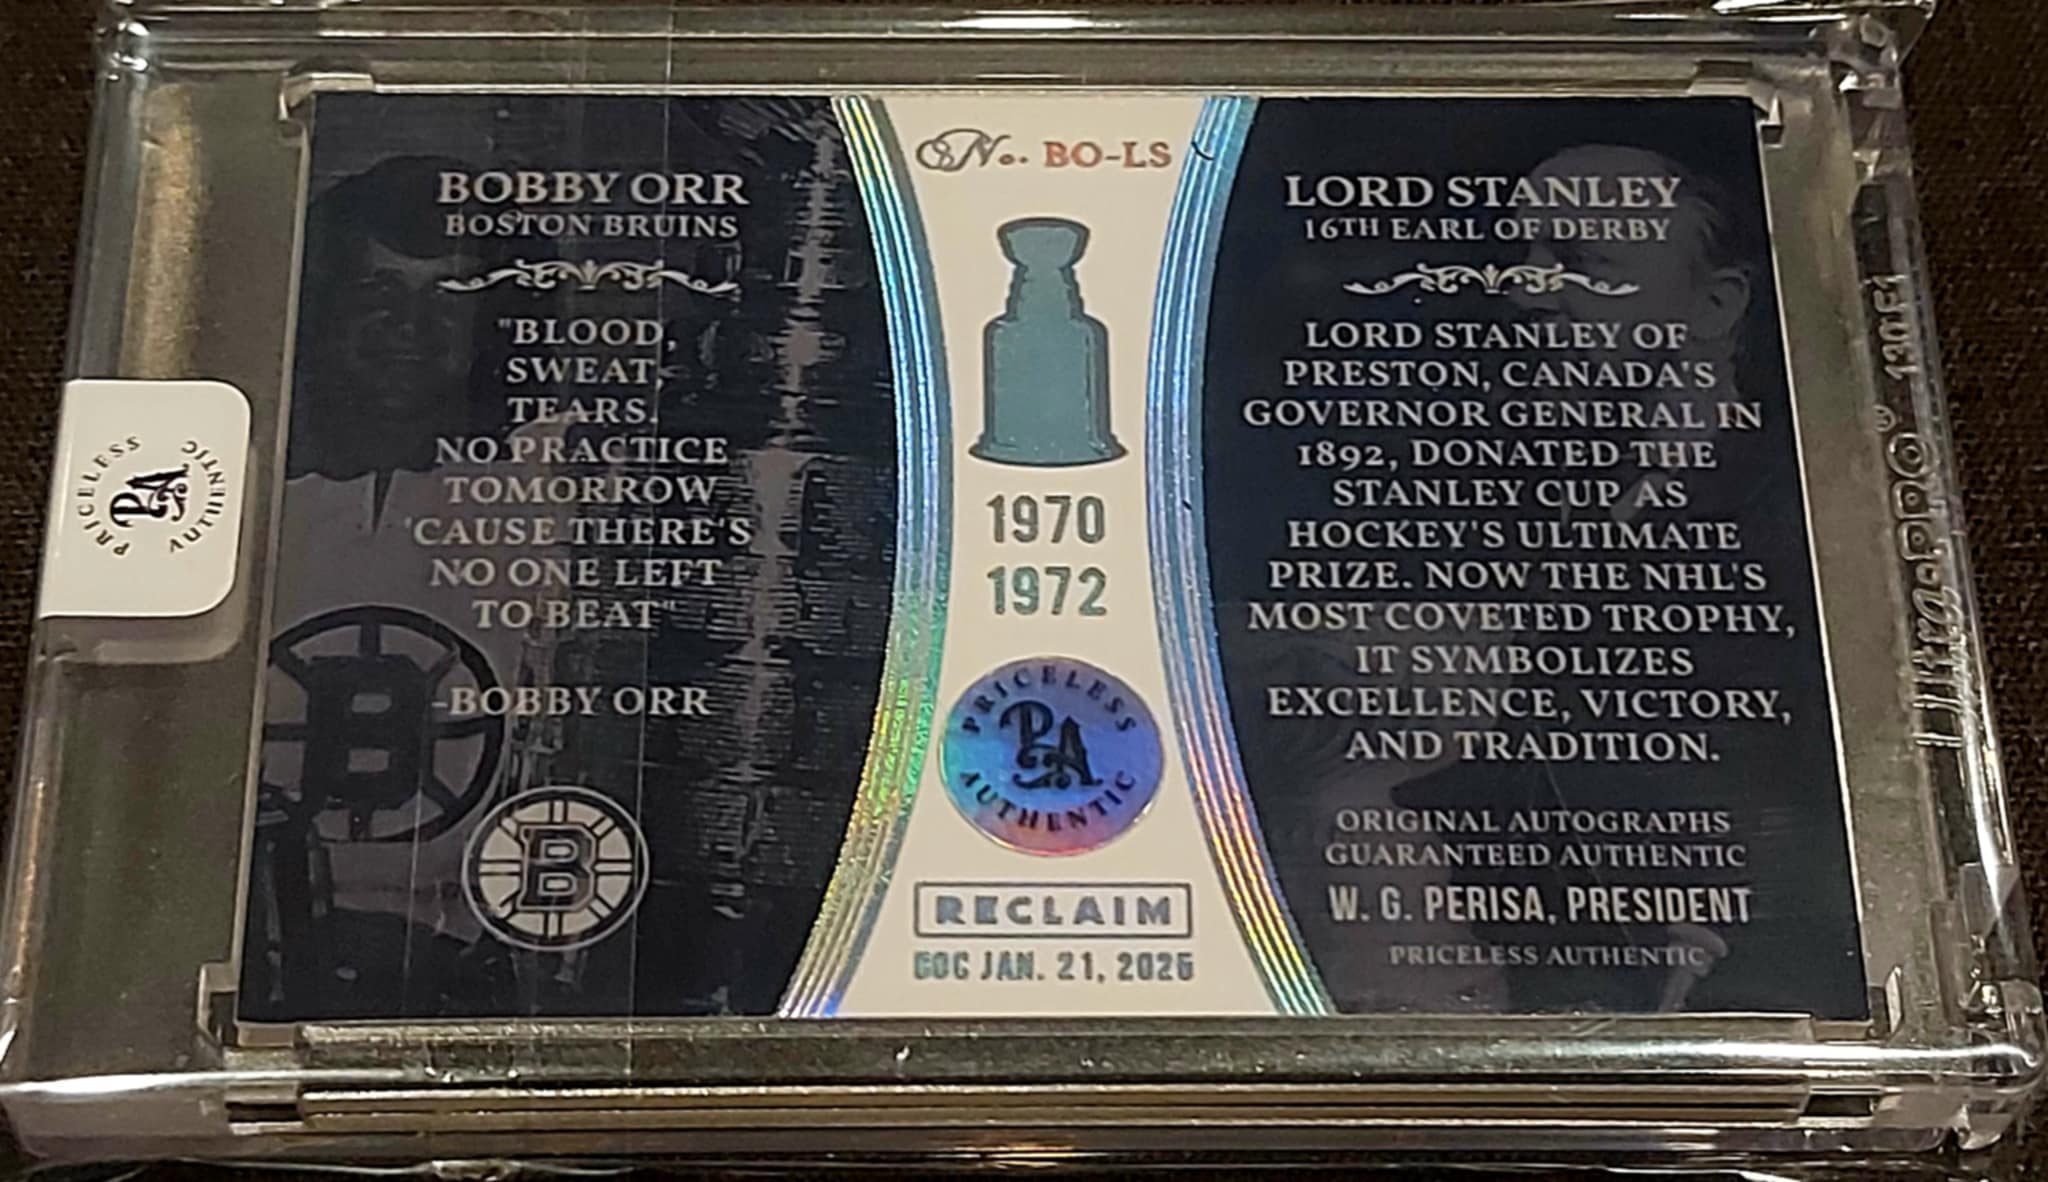 No. BO-LS
BOBBY ORR
BOSTON BRUINS
"BLOOD,
SWEAT,
TEARS.
NO PRACTICE
TOMORROW
'CAUSE THERE'S
NO ONE LEFT
TO BEAT"
-BOBBY ORR
B
B
1970
1972
PRICELESS
PA
AUTHENTIC
RECLAIM
COC JAN. 21, 2025
LORD STANLEY
16TH EARL OF DERBY
LORD STANLEY OF
PRESTON, CANADA'S
GOVERNOR GENERAL IN
1892, DONATED THE
STANLEY CUP AS
HOCKEY'S ULTIMATE
PRIZE. NOW THE NHL'S
MOST COVETED TROPHY,
IT SYMBOLIZES
EXCELLENCE, VICTORY,
AND TRADITION.
ORIGINAL AUTOGRAPHS
GUARANTEED AUTHENTIC
W. G. PERISA, PRESIDENT
PRICELESS AUTHENTIC
PRICELESS
PA
AUTHENTIC
UltraPRO®